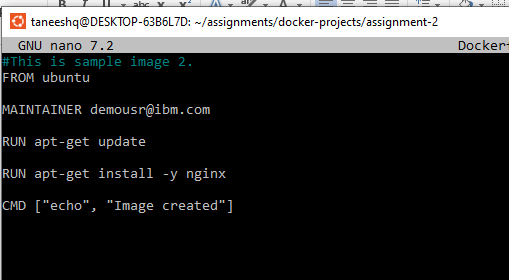 taneeshq@DESKTOP-63B6L7D: ~/assignments/docker-projects/assignment-2
GNU nano 7.2
#This is sample image 2.
FROM ubuntu
MAINTAINER demousr@ibm.com
RUN apt-get update
RUN apt-get install -y nginx
CMD ["echo", "Image created"]